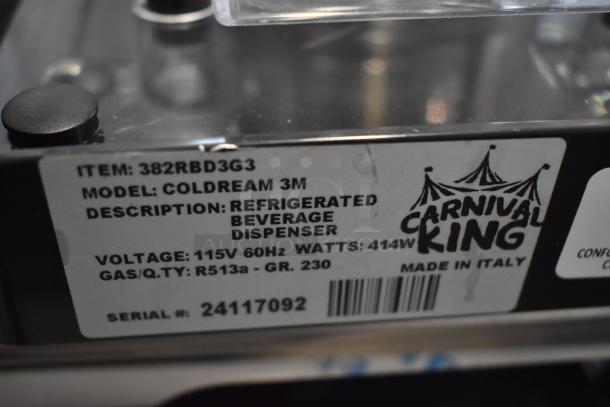 ITEM: 382RBD3G3
MODEL: COLDREAM 3M
DESCRIPTION: REFRIGERATED
BEVERAGE
DISPENSER
VOLTAGE: 115V 60Hz WATTS: 414W
GAS/Q.TY: R513a - GR. 230
SERIAL #: 24117092
CARNIVAL
KING
MADE IN ITALY